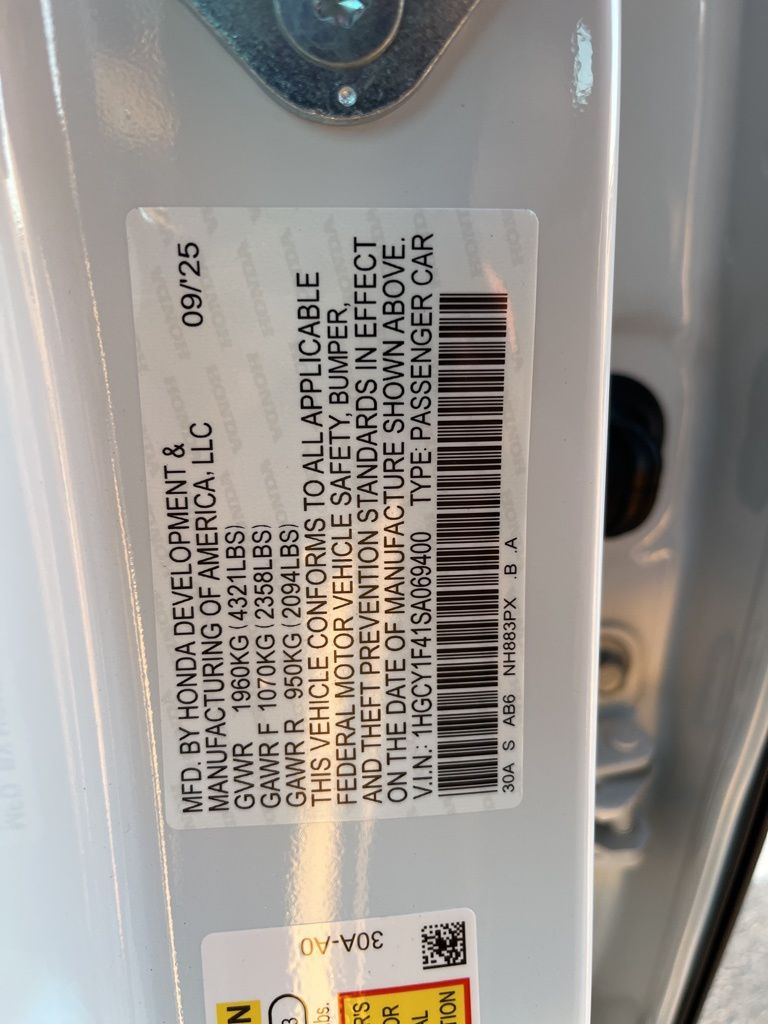 MFD. BY HONDA DEVELOPMENT & 09/'25
MANUFACTURING OF AMERICA, LLC
GVWR 1960KG (4321LBS)
GAWR F 1070KG (2358LBS)
GAWR R 950KG (2094LBS)
THIS VEHICLE CONFORMS TO ALL APPLICABLE
FEDERAL MOTOR VEHICLE SAFETY, BUMPER,
AND THEFT PREVENTION STANDARDS IN EFFECT
ON THE DATE OF MANUFACTURE SHOWN ABOVE.
V.I.N.: 1HGCY1F41SA069400 TYPE: PASSENGER CAR
30A S AB6 NH883PX .B .A
30A-A0